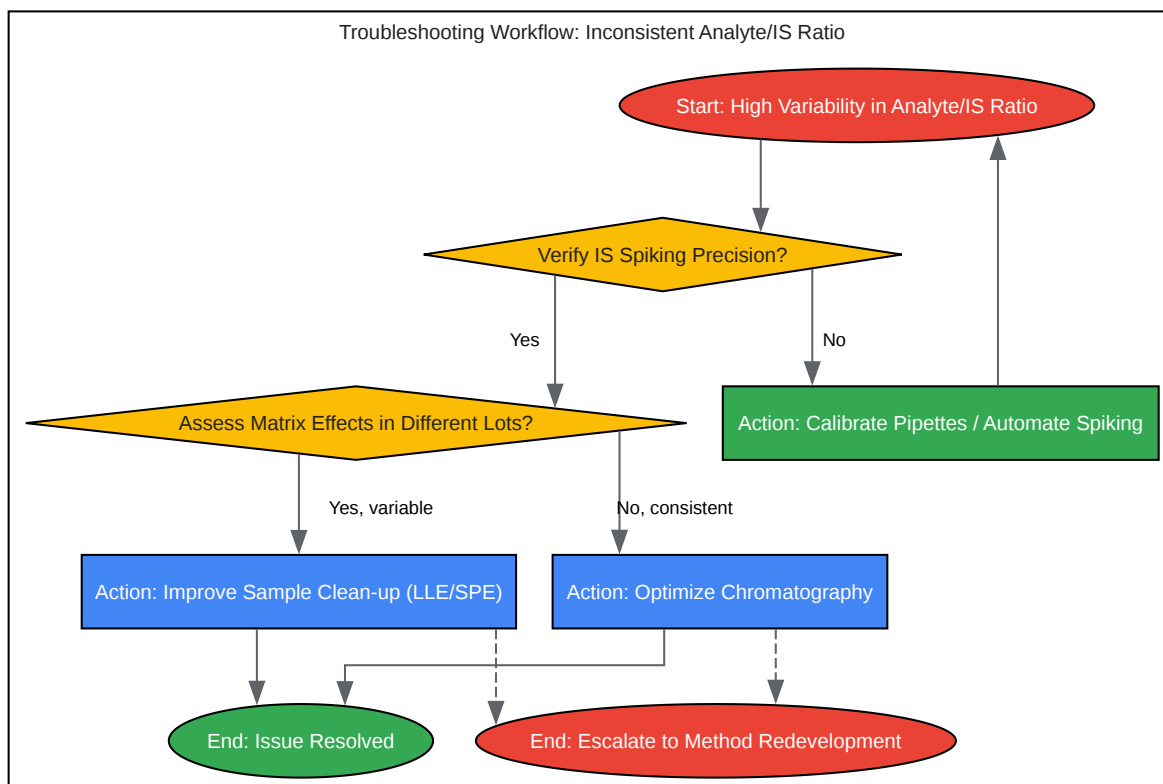 Troubleshooting Workflow: Inconsistent Analyte/IS Ratio
Start: High Variability in Analyte/IS Ratio
Verify IS Spiking Precision?
Yes
No
Assess Matrix Effects in Different Lots?
Action: Calibrate Pipettes / Automate Spiking
Yes, variable
No, consistent
Action: Improve Sample Clean-up (LLE/SPE)
Action: Optimize Chromatography
End: Issue Resolved
End: Escalate to Method Redevelopment